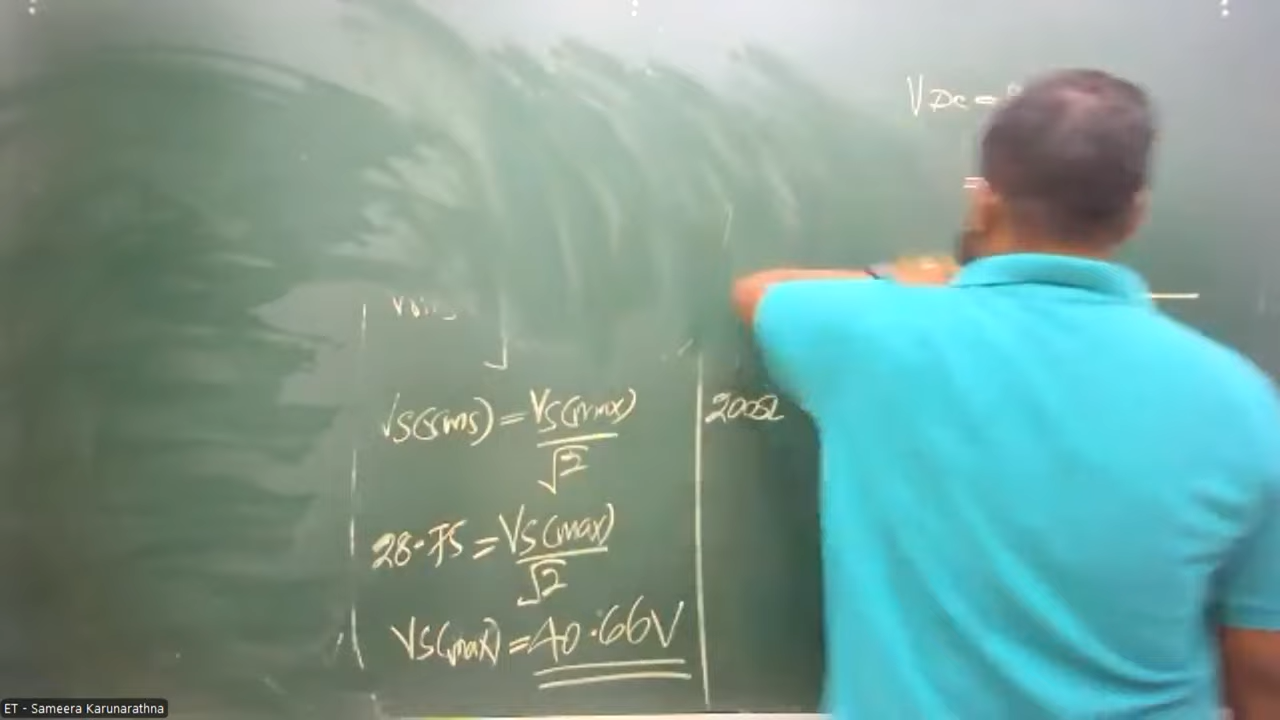 VDC =
=
VS(rms) = VS(max)
√2
200Ω
28.75 = VS(max)
√2
VS(max) = 40.66V
ET - Sameera Karunarathna